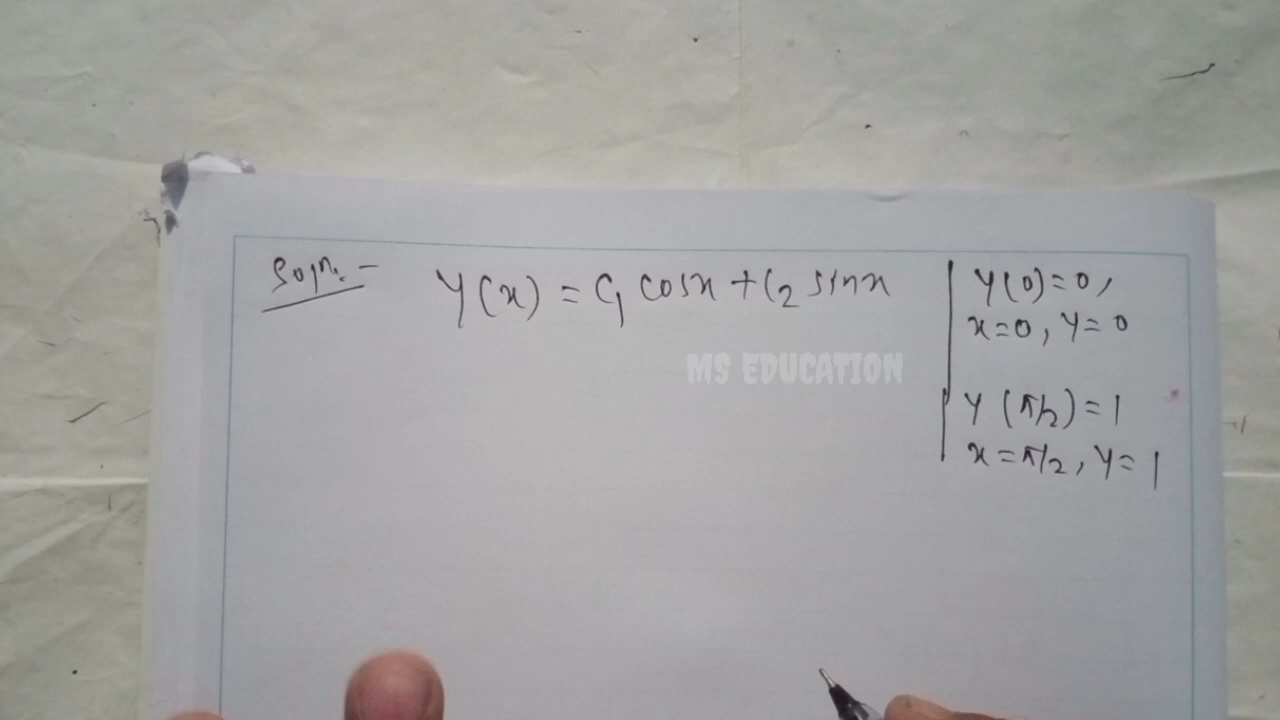 Soln. - Y(x) = C1 cosx + C2 sinx
Y(0)=0,
x=0, Y=0
MS EDUCATION
Y(π/2)=1
x=π/2, Y=1